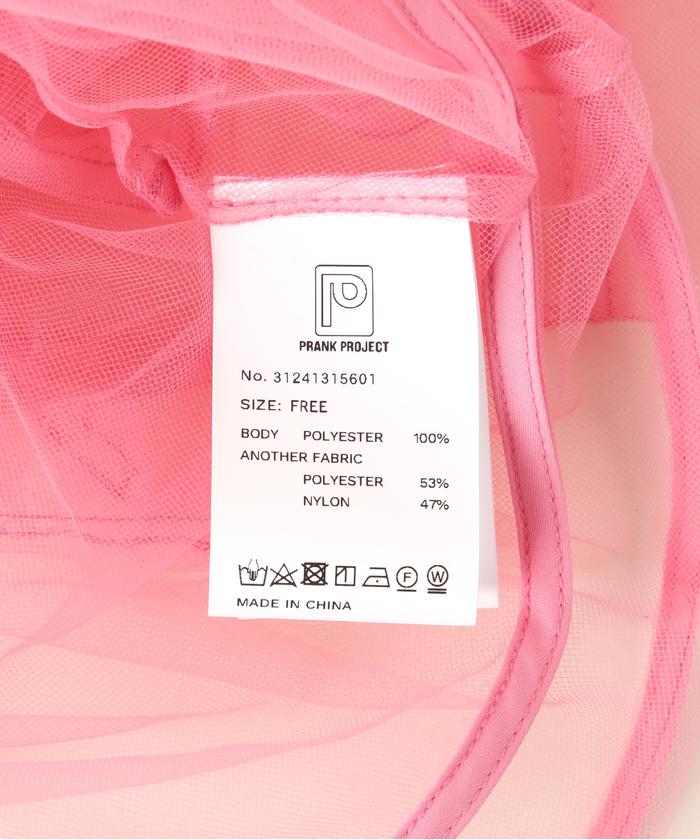 P
PRANK PROJECT
No. 31241315601
SIZE: FREE
BODY POLYESTER 100%
ANOTHER FABRIC
POLYESTER 53%
NYLON 47%
F W
MADE IN CHINA